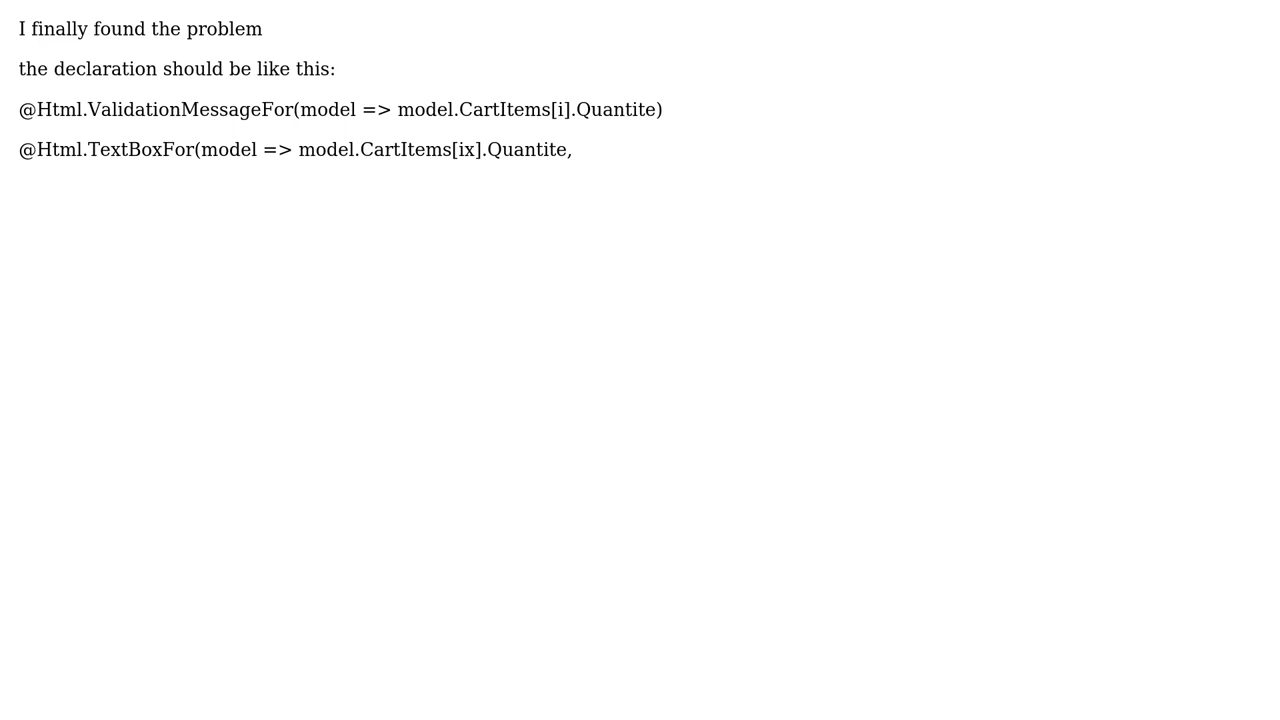 I finally found the problem
the declaration should be like this:
@Html.ValidationMessageFor(model => model.CartItems[i].Quantite)
@Html.TextBoxFor(model => model.CartItems[ix].Quantite,